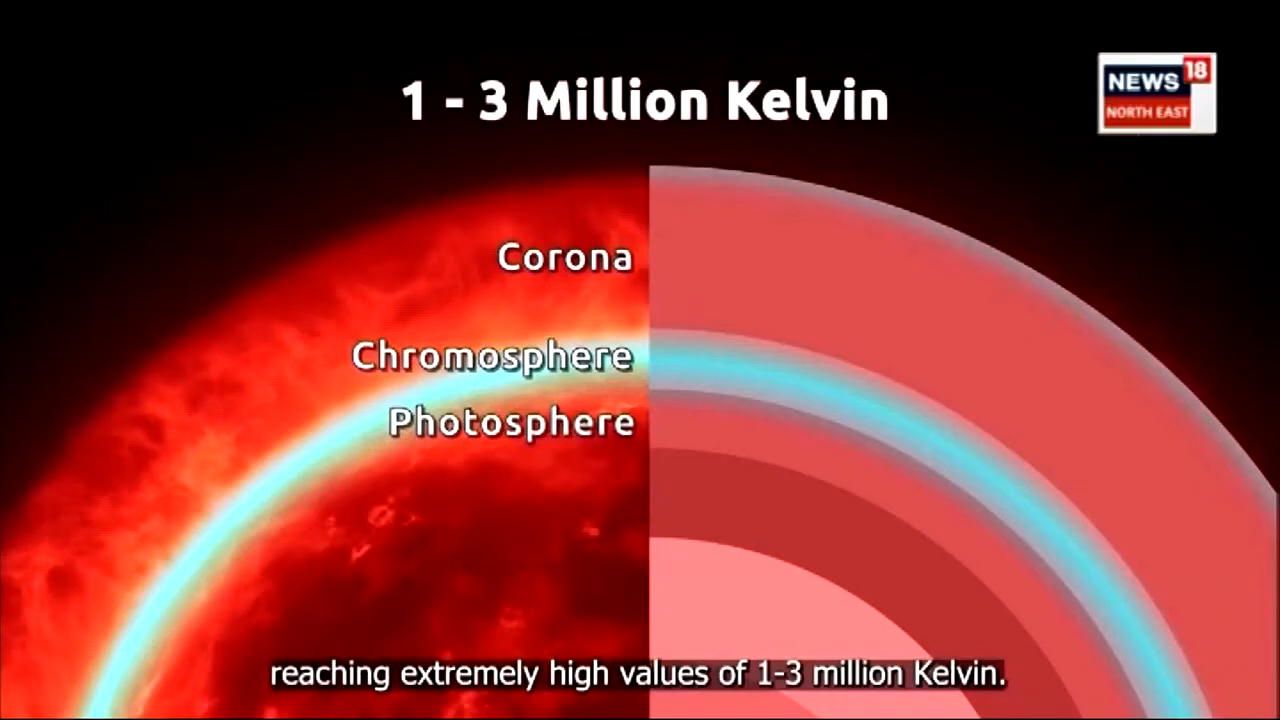 1 - 3 Million Kelvin
NEWS 18
NORTH EAST
Corona
Chromosphere
Photosphere
reaching extremely high values of 1-3 million Kelvin.